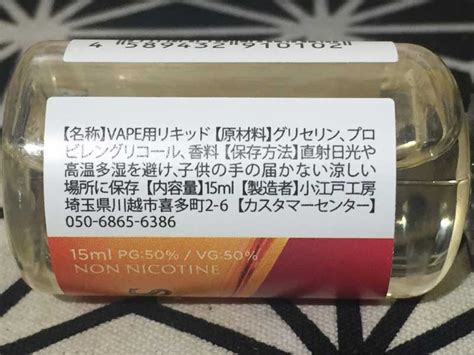 4 589432 910102
【名称】VAPE用リキッド【原材料】グリセリン、プロ
ピレングリコール、香料【保存方法】直射日光や
高温多湿を避け、子供の手の届かない涼しい
場所に保存【内容量】15ml【製造者】小江戸工房
埼玉県川越市喜多町2-6【カスタマーセンター】
050-6865-6386
15ml PG:50% / VG:50%
NON NICOTINE